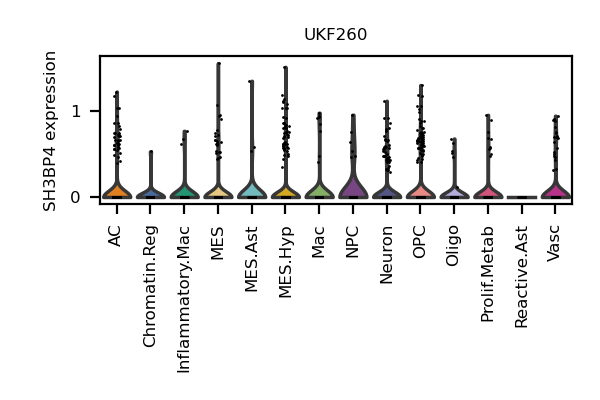 UKF260
SH3BP4 expression
1
0
AC
Chromatin.Reg
Inflammatory.Mac
MES
MES.Ast
MES.Hyp
Mac
NPC
Neuron
OPC
Oligo
Prolif.Metab
Reactive.Ast
Vasc